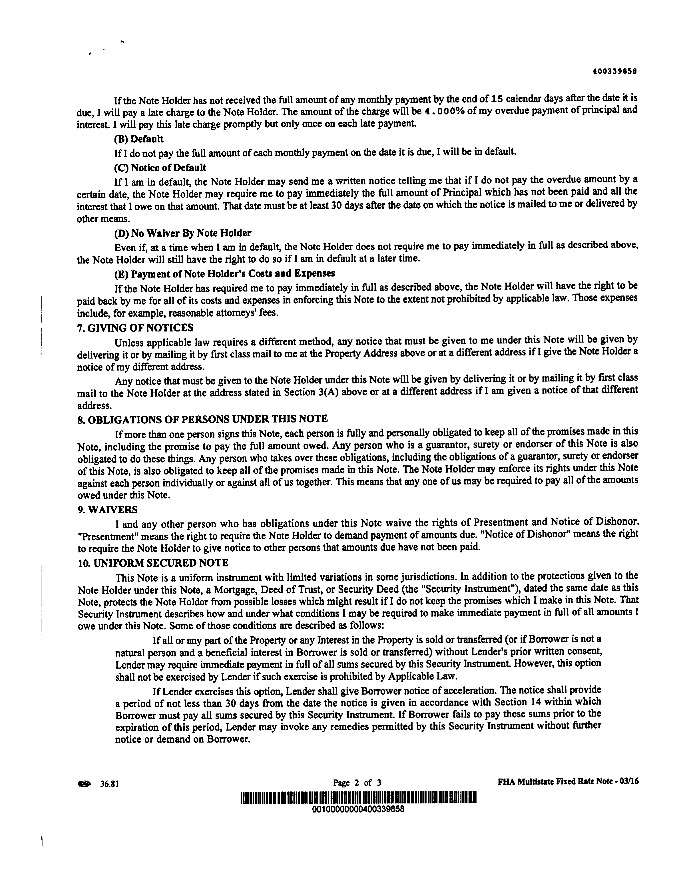 400339858
If the Note Holder has not received the full amount of any monthly payment by the end of 15 calendar days after the date it is
due, I will pay a late charge to the Note Holder. The amount of the charge will be 4.000% of my overdue payment of principal and
interest. I will pay this late charge promptly but only once on each late payment.
(B) Default
If I do not pay the full amount of each monthly payment on the date it is due, I will be in default.
(C) Notice of Default
If I am in default, the Note Holder may send me a written notice telling me that if I do not pay the overdue amount by a
certain date, the Note Holder may require me to pay immediately the full amount of Principal which has not been paid and all the
interest that I owe on that amount. That date must be at least 30 days after the date on which the notice is mailed to me or delivered by
other means.
(D) No Waiver By Note Holder
Even if, at a time when I am in default, the Note Holder does not require me to pay immediately in full as described above,
the Note Holder will still have the right to do so if I am in default at a later time.
(E) Payment of Note Holder's Costs and Expenses
If the Note Holder has required me to pay immediately in full as described above, the Note Holder will have the right to be
paid back by me for all of its costs and expenses in enforcing this Note to the extent not prohibited by applicable law. Those expenses
include, for example, reasonable attorneys' fees.
7. GIVING OF NOTICES
Unless applicable law requires a different method, any notice that must be given to me under this Note will be given by
delivering it or by mailing it by first class mail to me at the Property Address above or at a different address if I give the Note Holder a
notice of my different address.
Any notice that must be given to the Note Holder under this Note will be given by delivering it or by mailing it by first class
mail to the Note Holder at the address stated in Section 3(A) above or at a different address if I am given a notice of that different
address.
8. OBLIGATIONS OF PERSONS UNDER THIS NOTE
If more than one person signs this Note, each person is fully and personally obligated to keep all of the promises made in this
Note, including the promise to pay the full amount owed. Any person who is a guarantor, surety or endorser of this Note is also
obligated to do these things. Any person who takes over these obligations, including the obligations of a guarantor, surety or endorser
of this Note, is also obligated to keep all of the promises made in this Note. The Note Holder may enforce its rights under this Note
against each person individually or against all of us together. This means that any one of us may be required to pay all of the amounts
owed under this Note.
9. WAIVERS
I and any other person who has obligations under this Note waive the rights of Presentment and Notice of Dishonor.
"Presentment" means the right to require the Note Holder to demand payment of amounts due. "Notice of Dishonor" means the right
to require the Note Holder to give notice to other persons that amounts due have not been paid.
10. UNIFORM SECURED NOTE
This Note is a uniform instrument with limited variations in some jurisdictions. In addition to the protections given to the
Note Holder under this Note, a Mortgage, Deed of Trust, or Security Deed (the "Security Instrument"), dated the same date as this
Note, protects the Note Holder from possible losses which might result if I do not keep the promises which I make in this Note. That
Security Instrument describes how and under what conditions I may be required to make immediate payment in full of all amounts I
owe under this Note. Some of those conditions are described as follows:
If all or any part of the Property or any Interest in the Property is sold or transferred (or if Borrower is not a
natural person and a beneficial interest in Borrower is sold or transferred) without Lender's prior written consent,
Lender may require immediate payment in full of all sums secured by this Security Instrument. However, this option
shall not be exercised by Lender if such exercise is prohibited by Applicable Law.
If Lender exercises this option, Lender shall give Borrower notice of acceleration. The notice shall provide
a period of not less than 30 days from the date the notice is given in accordance with Section 14 within which
Borrower must pay all sums secured by this Security Instrument. If Borrower fails to pay these sums prior to the
expiration of this period, Lender may invoke any remedies permitted by this Security Instrument without further
notice or demand on Borrower.
36.81 Page 2 of 3 FHA Multistate Fixed Rate Note - 03/16
00100000000400339858